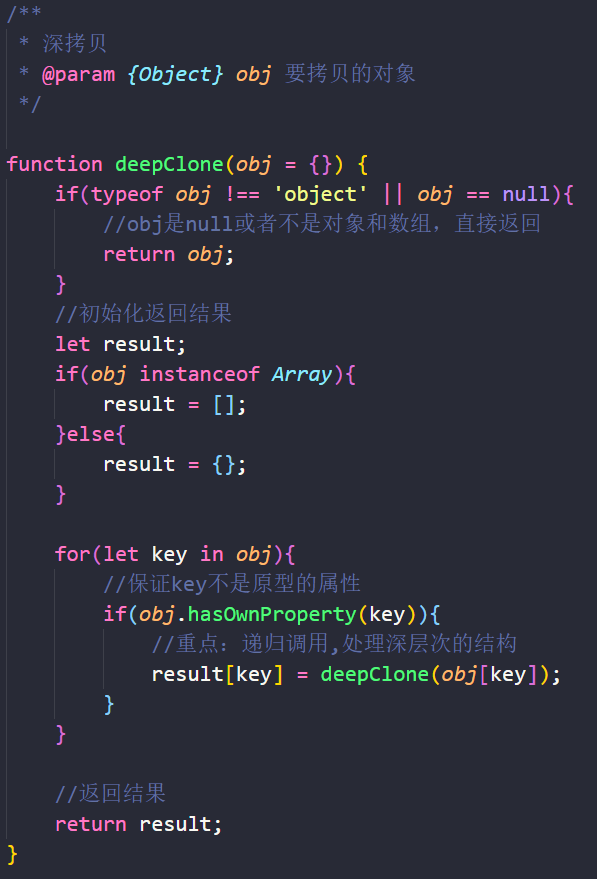 /**
 * 深拷贝
 * @param {Object} obj 要拷贝的对象
 */

function deepClone(obj = {}) {
    if(typeof obj !== 'object' || obj == null){
        //obj是null或者不是对象和数组，直接返回
        return obj;
    }
    //初始化返回结果
    let result;
    if(obj instanceof Array){
        result = [];
    }else{
        result = {};
    }

    for(let key in obj){
        //保证key不是原型的属性
        if(obj.hasOwnProperty(key)){
            //重点：递归调用,处理深层次的结构
            result[key] = deepClone(obj[key]);
        }
    }

    //返回结果
    return result;
}